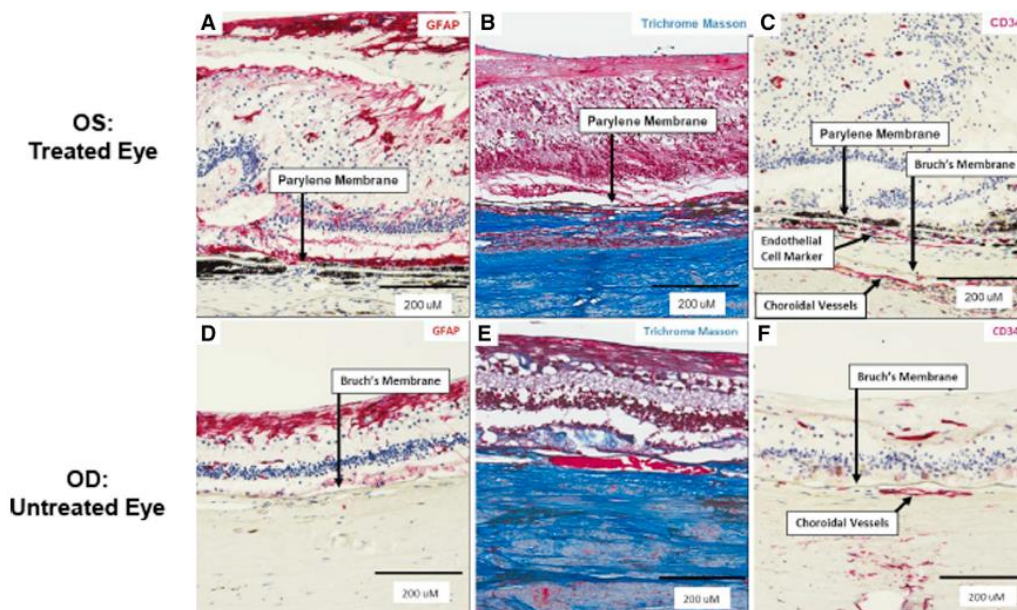 A
GFAP
B
Trichrome Masson
C
CD34
OS:
Treated Eye
Parylene Membrane
Parylene Membrane
Parylene Membrane
Bruch's Membrane
Endothelial
Cell Marker
Choroidal Vessels
200 uM
200 uM
200 uM
D
GFAP
E
Trichrome Masson
F
CD34
OD:
Untreated Eye
Bruch's Membrane
Bruch's Membrane
Choroidal Vessels
200 uM
200 uM
200 uM